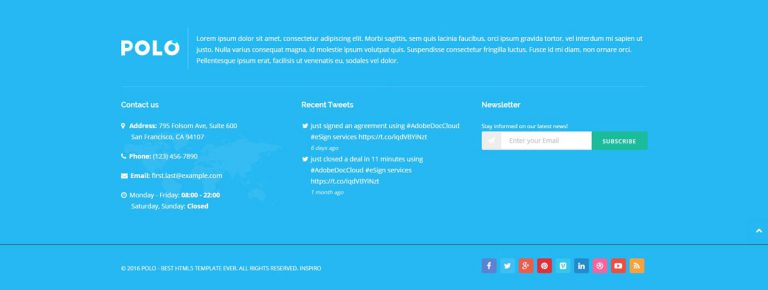 POLO
Lorem ipsum dolor sit amet, consectetur adipiscing elit. Morbi sagittis, sem quis lacinia faucibus, orci ipsum gravida tortor, vel interdum mi sapien ut
justo. Nulla varius consequat magna, id molestie ipsum volutpat quis. Suspendisse consectetur fringilla luctus. Fusce id mi diam, non ornare orci.
Pellentesque ipsum erat, facilisis ut venenatis eu, sodales vel dolor.
Contact us
Address: 795 Folsom Ave, Suite 600
San Francisco, CA 94107
Phone: (123) 456-7890
Email: first.last@example.com
Monday - Friday: 08:00 - 22:00
Saturday, Sunday: Closed
Recent Tweets
just signed an agreement using #AdobeDocCloud
#eSign services https://t.co/iqdVBYiNzt
6 days ago
just closed a deal in 11 minutes using
#AdobeDocCloud #eSign services
https://t.co/iqdVBYiNzt
1 month ago
Newsletter
Stay informed on our latest news!
Enter your Email
SUBSCRIBE
© 2016 POLO - BEST HTML5 TEMPLATE EVER. ALL RIGHTS RESERVED. INSPIRO